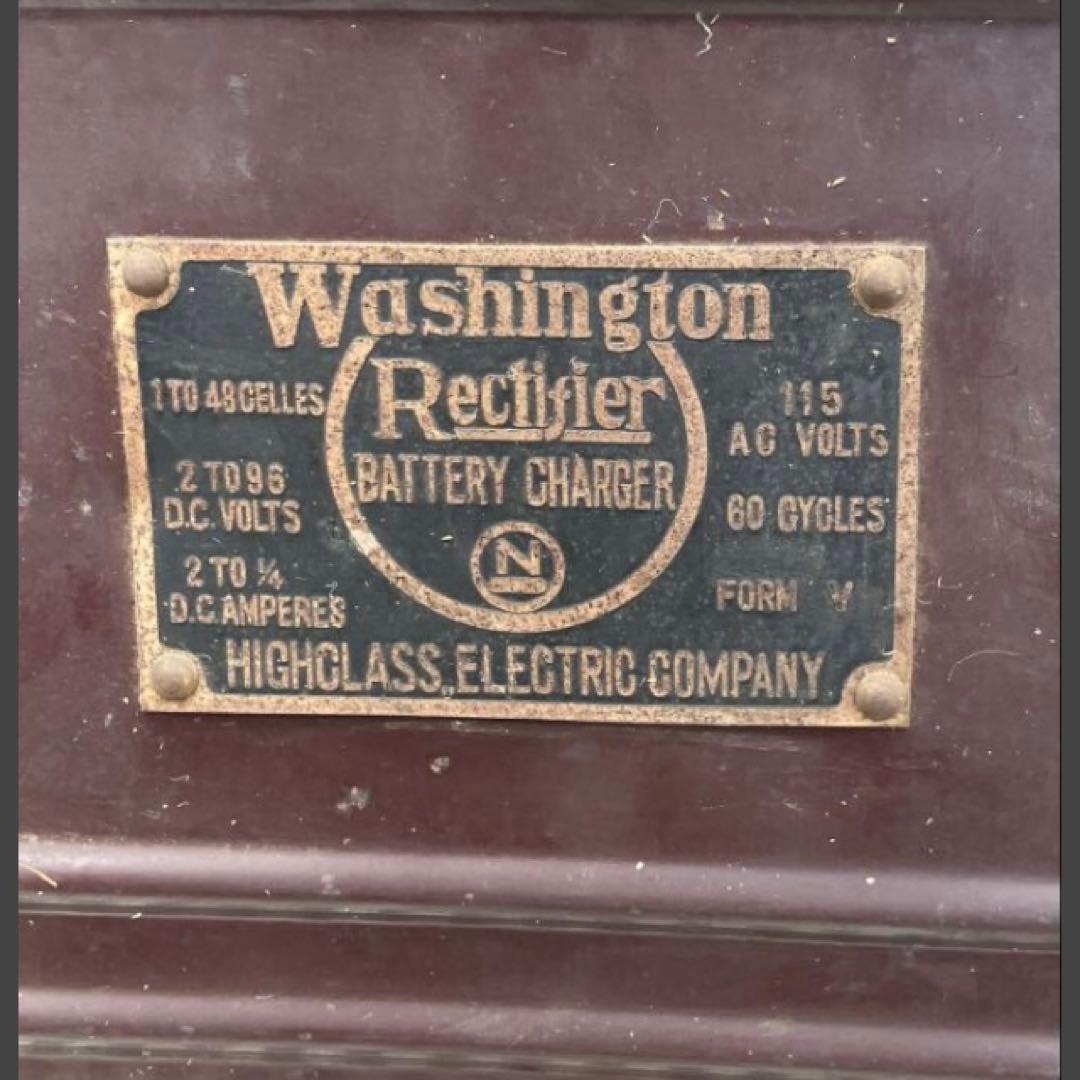 Washington
Rectifier
BATTERY CHARGER
N
1 TO 48 CELLES
2 TO 96
D.C. VOLTS
2 TO ¼
D.C. AMPERES
115
AC VOLTS
60 CYCLES
FORM V
HIGHCLASS ELECTRIC COMPANY